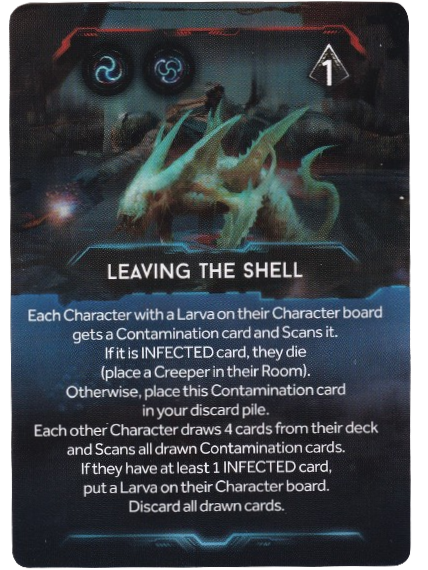 1
LEAVING THE SHELL
Each Character with a Larva on their Character board
gets a Contamination card and Scans it.
If it is INFECTED card, they die
(place a Creeper in their Room).
Otherwise, place this Contamination card
in your discard pile.
Each other Character draws 4 cards from their deck
and Scans all drawn Contamination cards.
If they have at least 1 INFECTED card,
put a Larva on their Character board.
Discard all drawn cards.